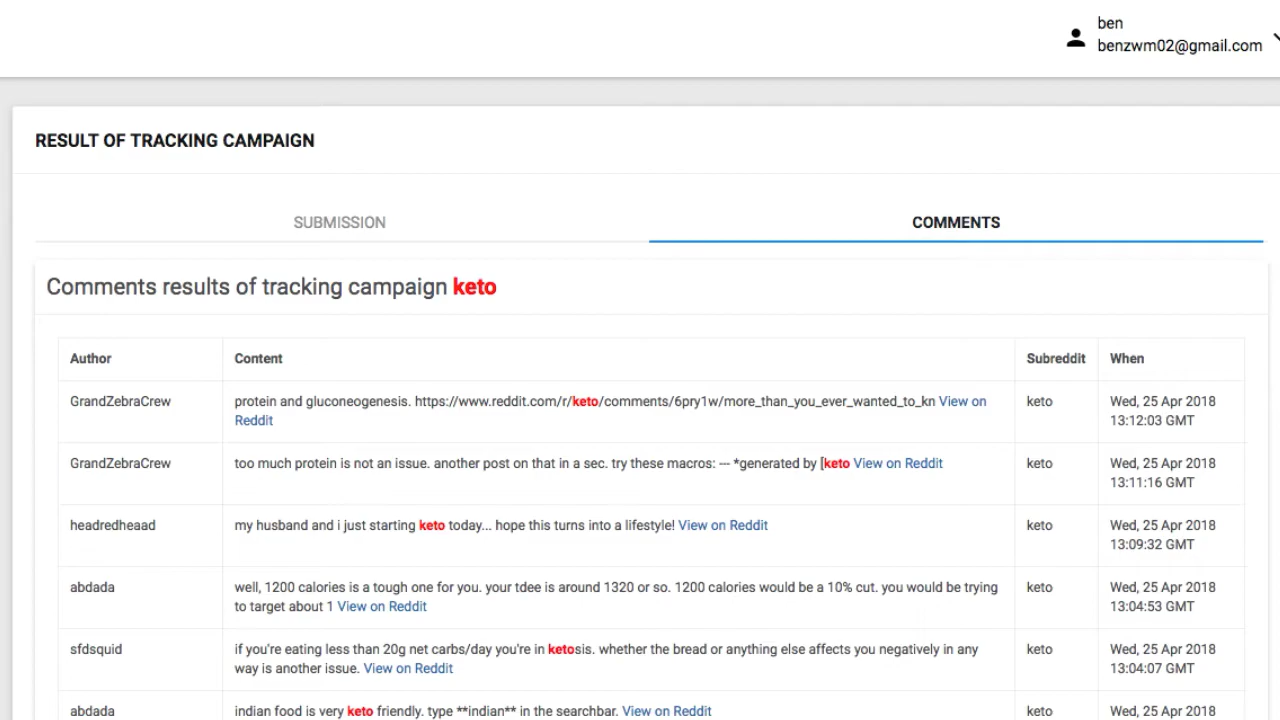 ben
benzwm02@gmail.com
RESULT OF TRACKING CAMPAIGN
SUBMISSION
COMMENTS
Comments results of tracking campaign keto
Author Content Subreddit When
GrandZebraCrew protein and gluconeogenesis. https://www.reddit.com/r/keto/comments/6pry1w/more_than_you_ever_wanted_to_kn View on keto Wed, 25 Apr 2018
Reddit 13:12:03 GMT
GrandZebraCrew too much protein is not an issue. another post on that in a sec. try these macros: --- *generated by [keto View on Reddit keto Wed, 25 Apr 2018
13:11:16 GMT
headredheaad my husband and i just starting keto today... hope this turns into a lifestyle! View on Reddit keto Wed, 25 Apr 2018
13:09:32 GMT
abdada well, 1200 calories is a tough one for you. your tdee is around 1320 or so. 1200 calories would be a 10% cut. you would be trying keto Wed, 25 Apr 2018
to target about 1 View on Reddit 13:04:53 GMT
sfdsquid if you're eating less than 20g net carbs/day you're in ketosis. whether the bread or anything else affects you negatively in any keto Wed, 25 Apr 2018
way is another issue. View on Reddit 13:04:07 GMT
abdada indian food is very keto friendly. type **indian** in the searchbar. View on Reddit keto Wed, 25 Apr 2018